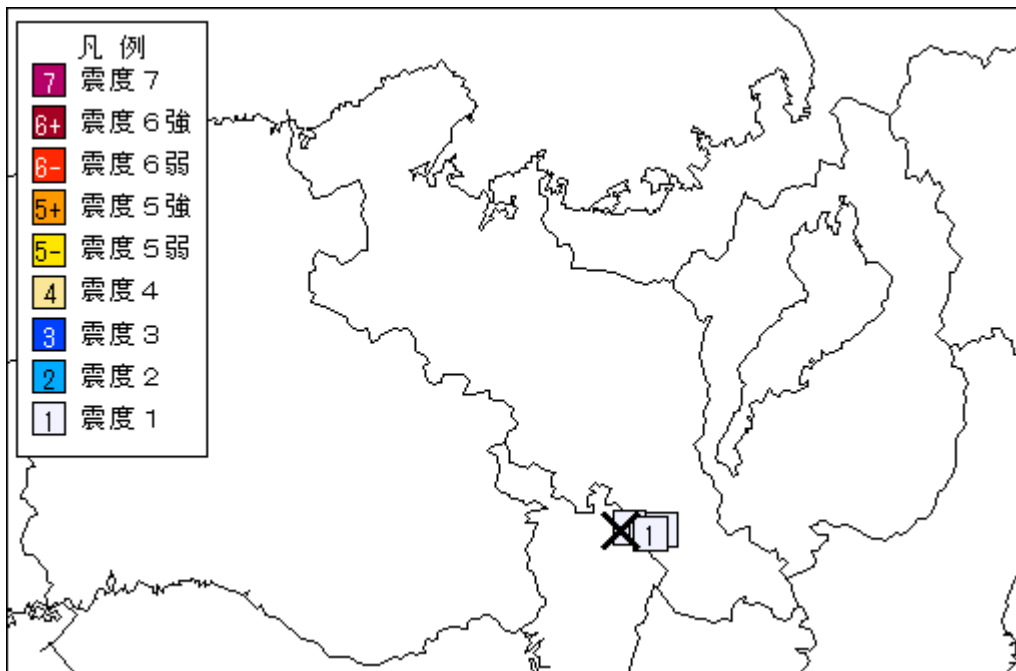 凡 例
7 震度７
6+ 震度６強
6- 震度６弱
5+ 震度５強
5- 震度５弱
4 震度４
3 震度３
2 震度２
1 震度１
1